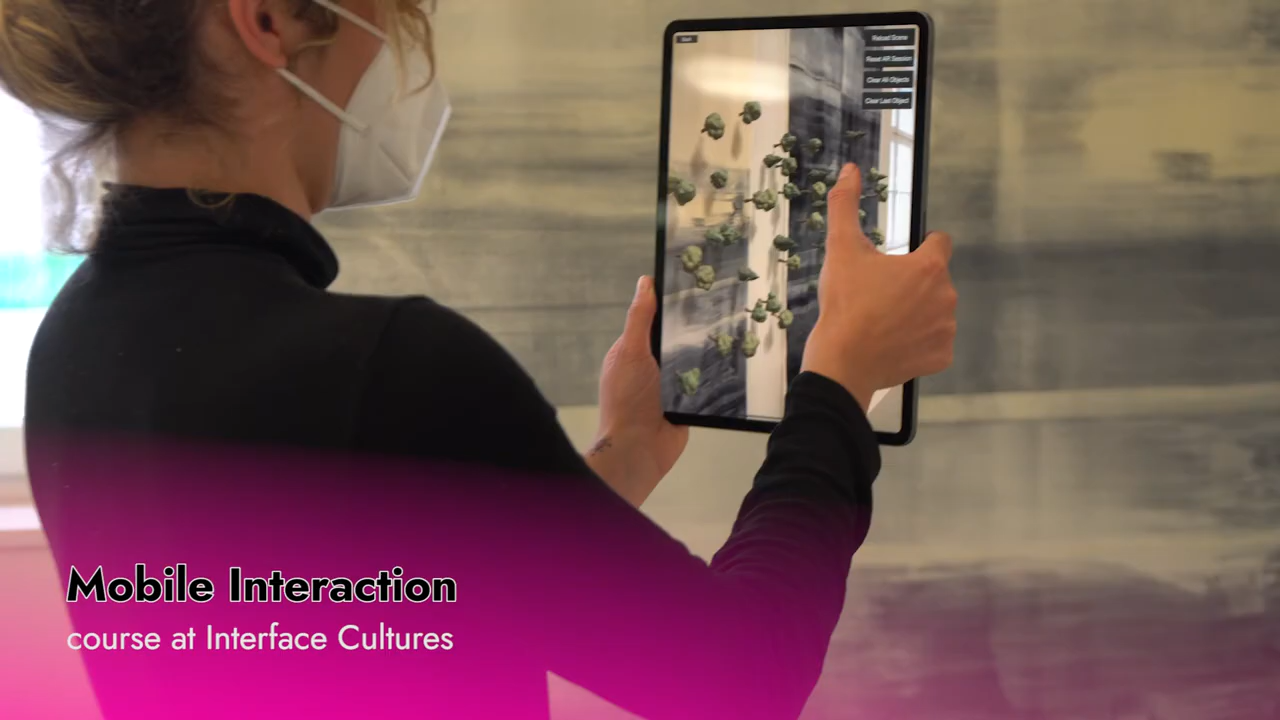 Reload Scene
Reset AR Session
Clear All Objects
Clear Last Object
Mobile Interaction
course at Interface Cultures